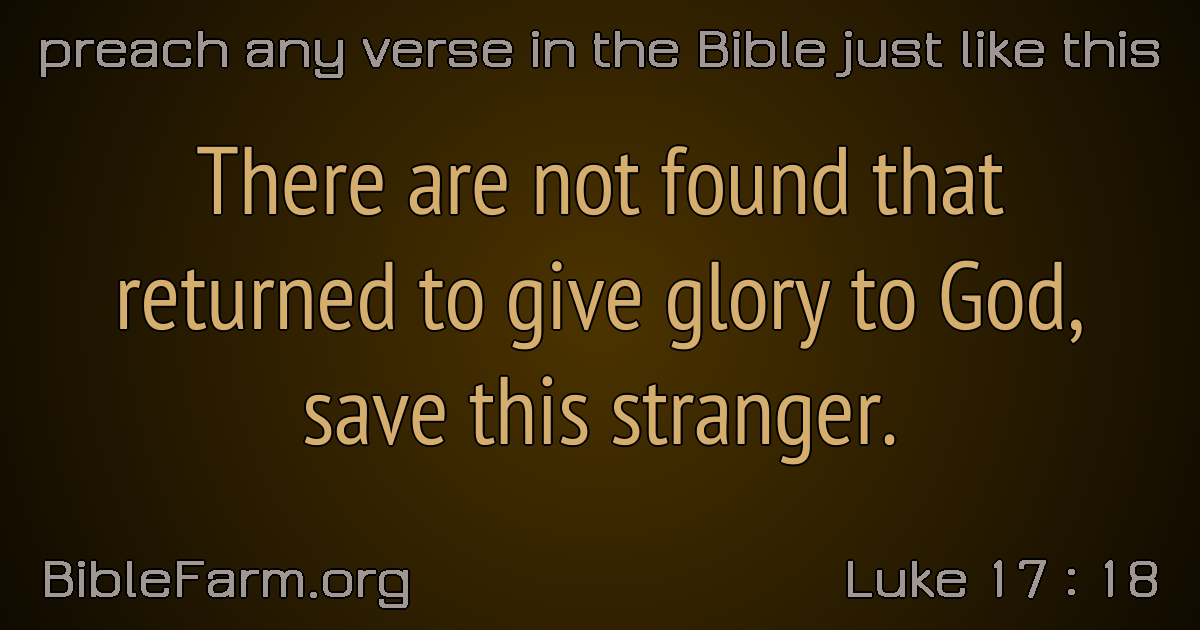 preach any verse in the Bible just like this
There are not found that
returned to give glory to God,
save this stranger.
BibleFarm.org
Luke 17 : 18